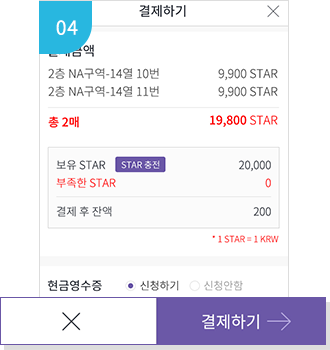 04
결제하기
금액
2층 NA구역-14열 10번 9,900 STAR
2층 NA구역-14열 11번 9,900 STAR
총 2매 19,800 STAR
보유 STAR STAR 충전 20,000
부족한 STAR 0
결제 후 잔액 200
* 1 STAR = 1 KRW
현금영수증 신청하기 신청안함
결제하기